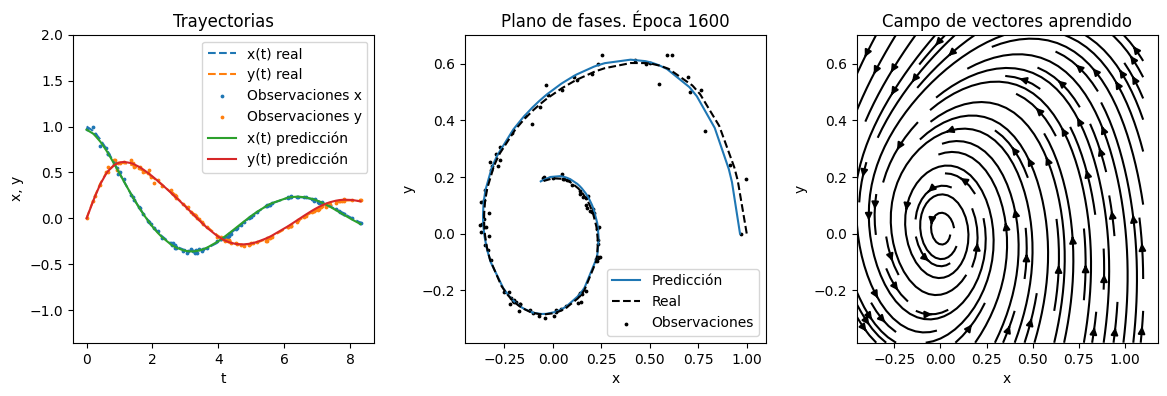 Trayectorias
2.0
1.5
1.0
0.5
0.0
−0.5
−1.0
x, y
0
2
4
6
8
t
x(t) real
y(t) real
Observaciones x
Observaciones y
x(t) predicción
y(t) predicción
Plano de fases. Época 1600
0.6
0.4
0.2
0.0
−0.2
y
−0.25
0.00
0.25
0.50
0.75
1.00
x
Predicción
Real
Observaciones
Campo de vectores aprendido
0.6
0.4
0.2
0.0
−0.2
y
−0.25
0.00
0.25
0.50
0.75
1.00
x